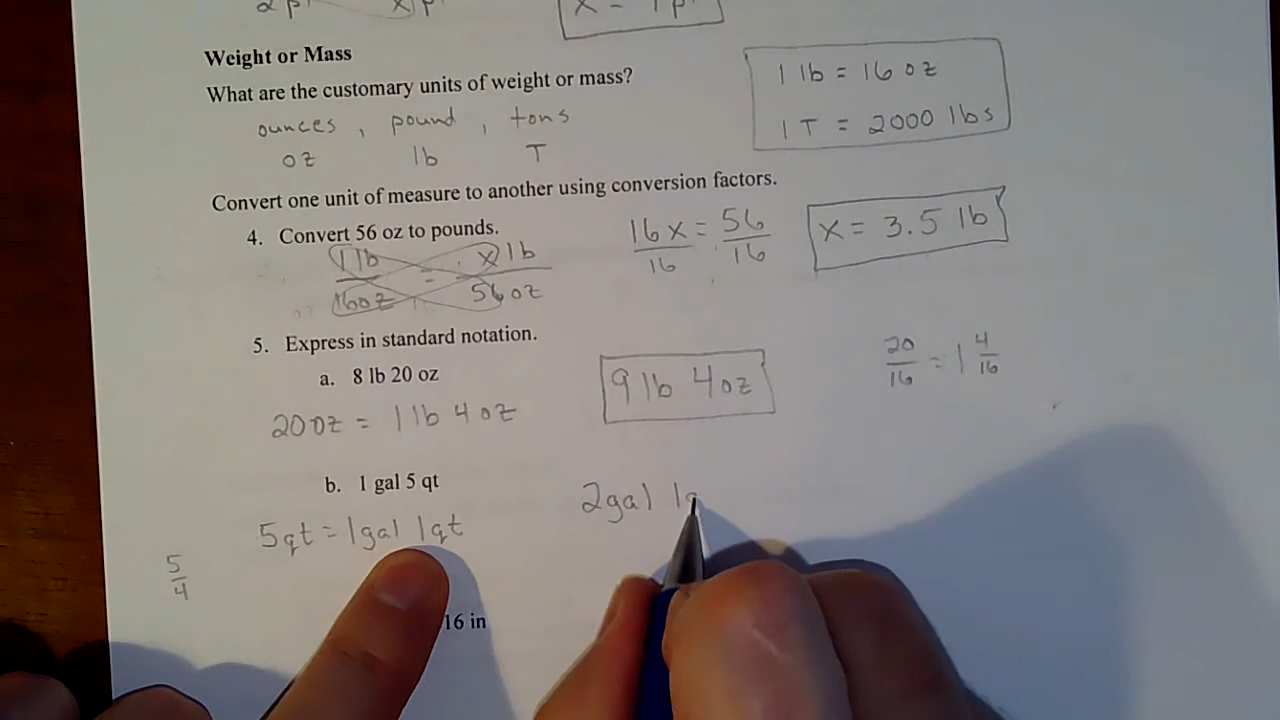 2 p x p x = 1 p
Weight or Mass
What are the customary units of weight or mass?
1 lb = 16 oz
ounces , pound , tons
1 T = 2000 lbs
oz lb T
Convert one unit of measure to another using conversion factors.
4. Convert 56 oz to pounds.
1 lb = x lb
16 oz 56 oz
16x = 56
16 16
x = 3.5 lb
5. Express in standard notation.
a. 8 lb 20 oz
20 oz = 1 lb 4 oz
9 lb 4 oz
20 = 1 4
16 16
b. 1 gal 5 qt
5 qt = 1 gal 1 qt
2 gal 1 q
5
4
16 in